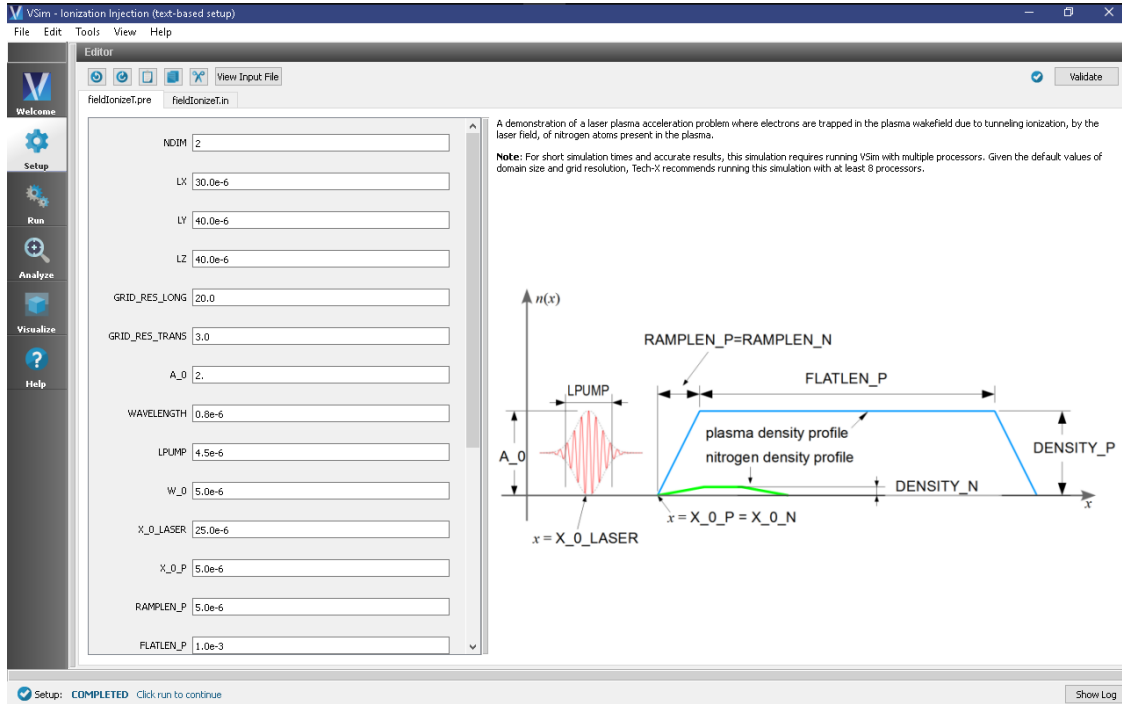 VSim - Ionization Injection (text-based setup)
File Edit Tools View Help
Editor
View Input File
Validate
fieldIonizeT.pre fieldIonizeT.in
Welcome
Setup
Run
Analyze
Visualize
Help
NDIM 2
LX 30.0e-6
LY 40.0e-6
LZ 40.0e-6
GRID_RES_LONG 20.0
GRID_RES_TRANS 3.0
A_0 2.
WAVELENGTH 0.8e-6
LPUMP 4.5e-6
W_0 5.0e-6
X_0_LASER 25.0e-6
X_0_P 5.0e-6
RAMPLEN_P 5.0e-6
FLATLEN_P 1.0e-3
A demonstration of a laser plasma acceleration problem where electrons are trapped in the plasma wakefield due to tunneling ionization, by the
laser field, of nitrogen atoms present in the plasma.
Note: For short simulation times and accurate results, this simulation requires running VSim with multiple processors. Given the default values of
domain size and grid resolution, Tech-X recommends running this simulation with at least 8 processors.
n(x)
RAMPLEN_P=RAMPLEN_N
FLATLEN_P
LPUMP
plasma density profile
nitrogen density profile
A_0
DENSITY_P
DENSITY_N
x
x = X_0_P = X_0_N
x = X_0_LASER
Setup: COMPLETED Click run to continue
Show Log